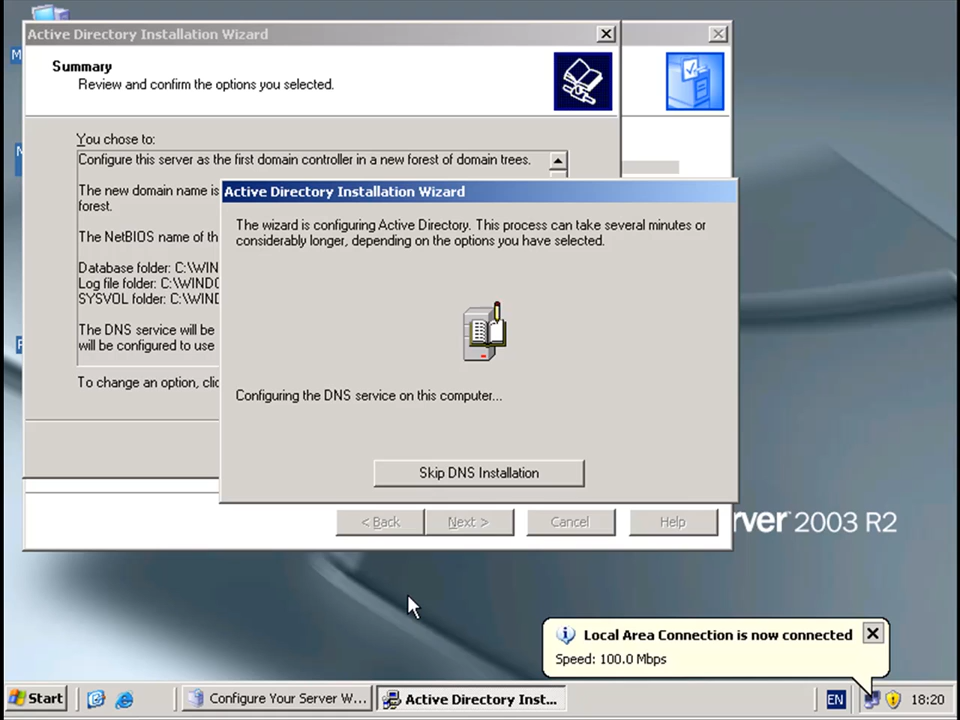 Active Directory Installation Wizard
Summary
Review and confirm the options you selected.
You chose to:
Configure this server as the first domain controller in a new forest of domain trees.
The new domain name is
forest.
The NetBIOS name of th
Database folder: C:\WIN
Log file folder: C:\WINDO
SYSVOL folder: C:\WIND
The DNS service will be
will be configured to use
To change an option, clic
Active Directory Installation Wizard
The wizard is configuring Active Directory. This process can take several minutes or
considerably longer, depending on the options you have selected.
Configuring the DNS service on this computer...
Skip DNS Installation
< Back
Next >
Cancel
Help
rver 2003 R2
Local Area Connection is now connected
Speed: 100.0 Mbps
Start
Configure Your Server W...
Active Directory Inst...
EN
18:20